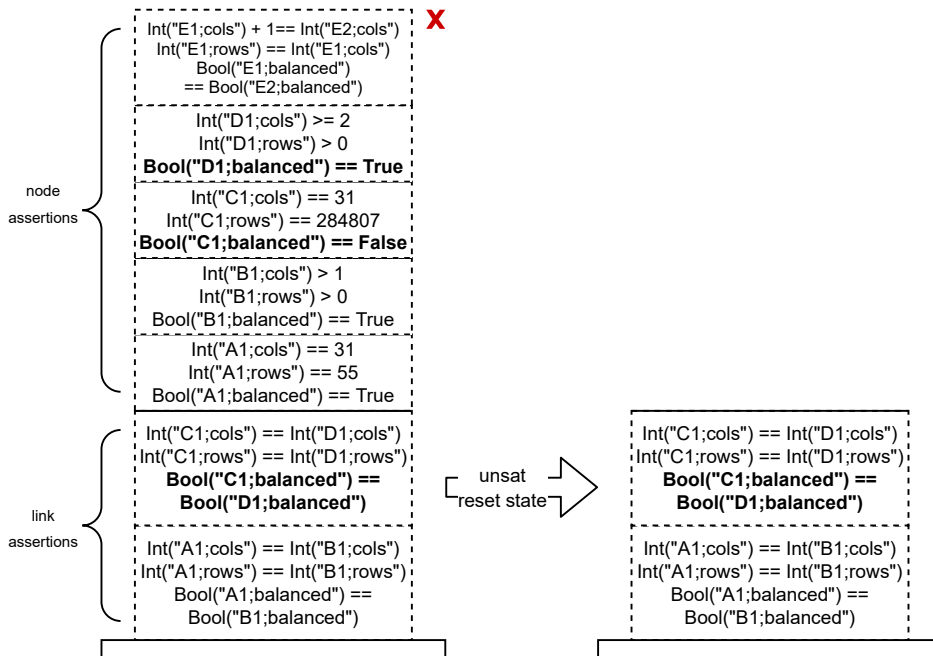 Int("E1;cols") + 1== Int("E2;cols")
Int("E1;rows") == Int("E1;cols")
Bool("E1;balanced")
== Bool("E2;balanced")
X
Int("D1;cols") >= 2
Int("D1;rows") > 0
Bool("D1;balanced") == True
node
assertions
Int("C1;cols") == 31
Int("C1;rows") == 284807
Bool("C1;balanced") == False
Int("B1;cols") > 1
Int("B1;rows") > 0
Bool("B1;balanced") == True
Int("A1;cols") == 31
Int("A1;rows") == 55
Bool("A1;balanced") == True
link
assertions
Int("C1;cols") == Int("D1;cols")
Int("C1;rows") == Int("D1;rows")
Bool("C1;balanced") ==
Bool("D1;balanced")
Int("A1;cols") == Int("B1;cols")
Int("A1;rows") == Int("B1;rows")
Bool("A1;balanced") ==
Bool("B1;balanced")
unsat
reset state
Int("C1;cols") == Int("D1;cols")
Int("C1;rows") == Int("D1;rows")
Bool("C1;balanced") ==
Bool("D1;balanced")
Int("A1;cols") == Int("B1;cols")
Int("A1;rows") == Int("B1;rows")
Bool("A1;balanced") ==
Bool("B1;balanced")